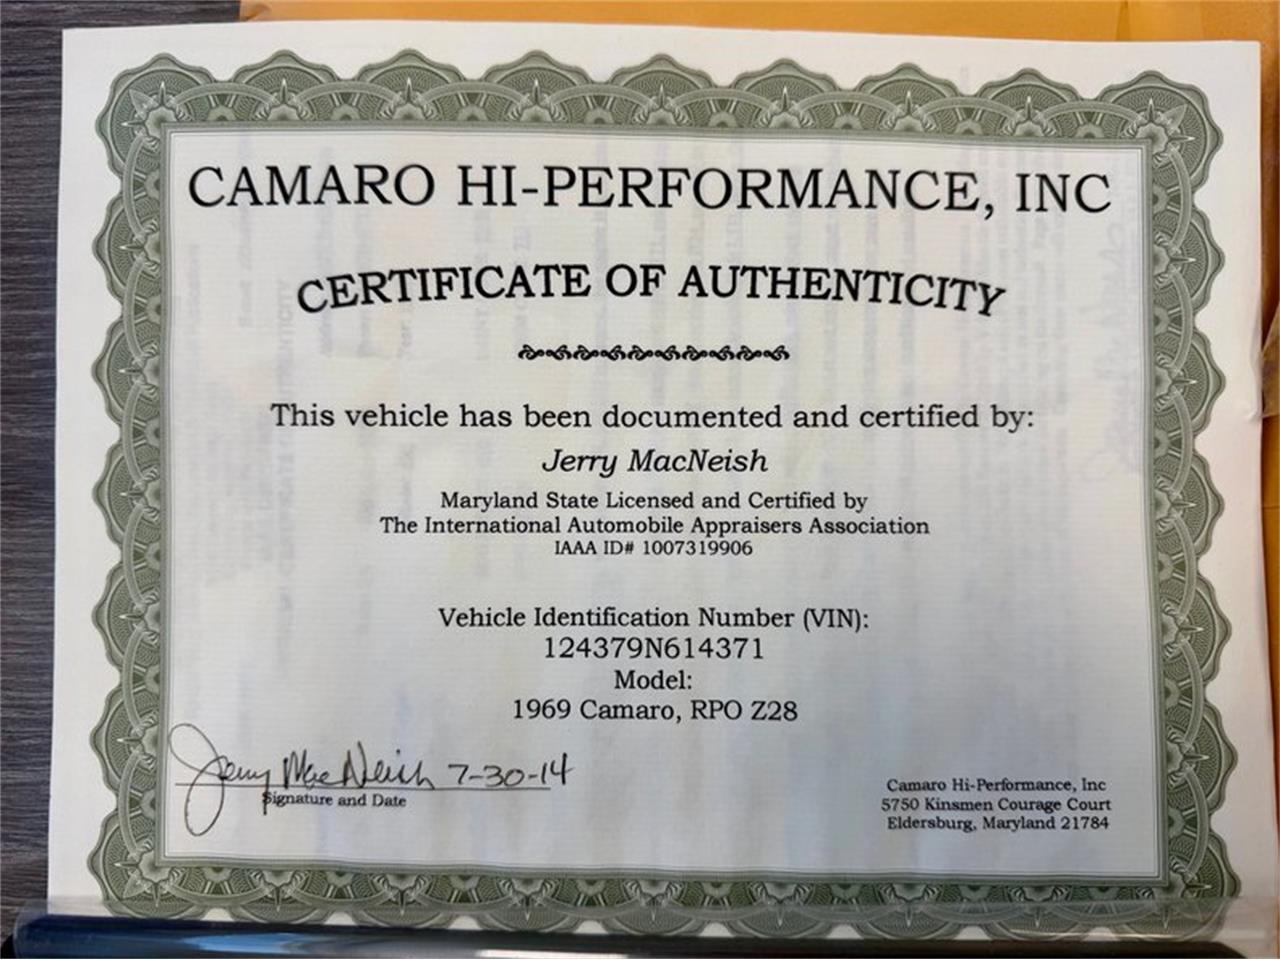 CAMARO HI-PERFORMANCE, INC
CERTIFICATE OF AUTHENTICITY
This vehicle has been documented and certified by:
Jerry MacNeish
Maryland State Licensed and Certified by
The International Automobile Appraisers Association
IAAA ID# 1007319906
Vehicle Identification Number (VIN):
124379N614371
Model:
1969 Camaro, RPO Z28
Jerry MacNeish 7-30-14
Signature and Date
Camaro Hi-Performance, Inc
5750 Kinsmen Courage Court
Eldersburg, Maryland 21784